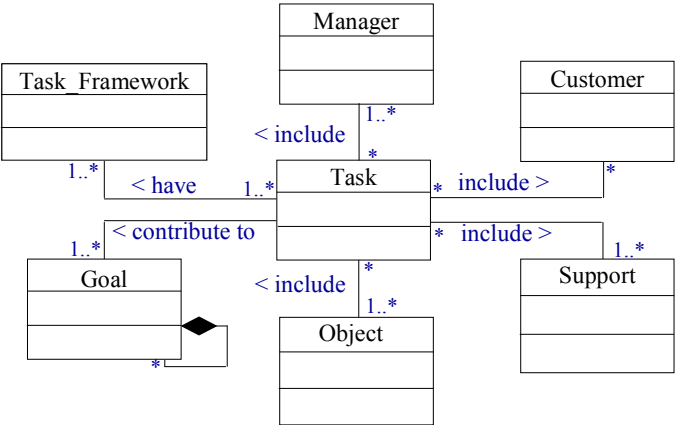 Manager
Task_Framework
Customer
1..*
< include
1..*
*
*
< have
1..*
Task
*
include >
< contribute to
*
include >
1..*
1..*
Goal
< include
*
Support
1..*
Object
*